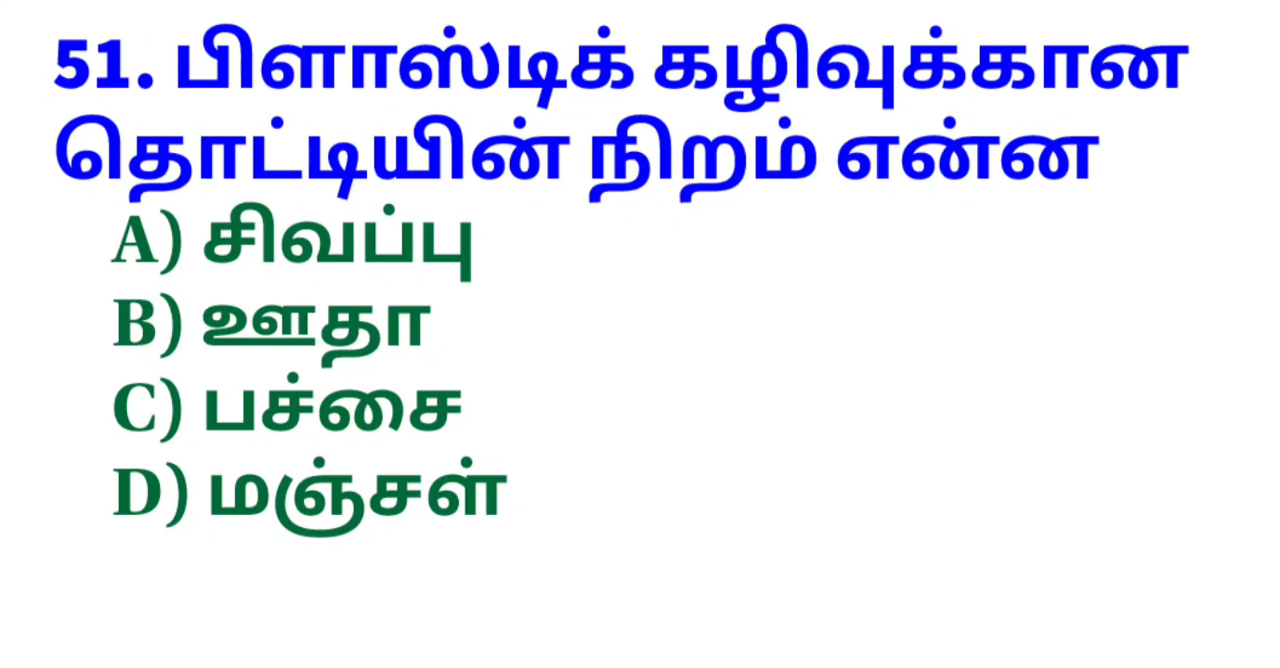 51. பிளாஸ்டிக் கழிவுக்கான
தொட்டியின் நிறம் என்ன
A) சிவப்பு
B) ஊதா
C) பச்சை
D) மஞ்சள்